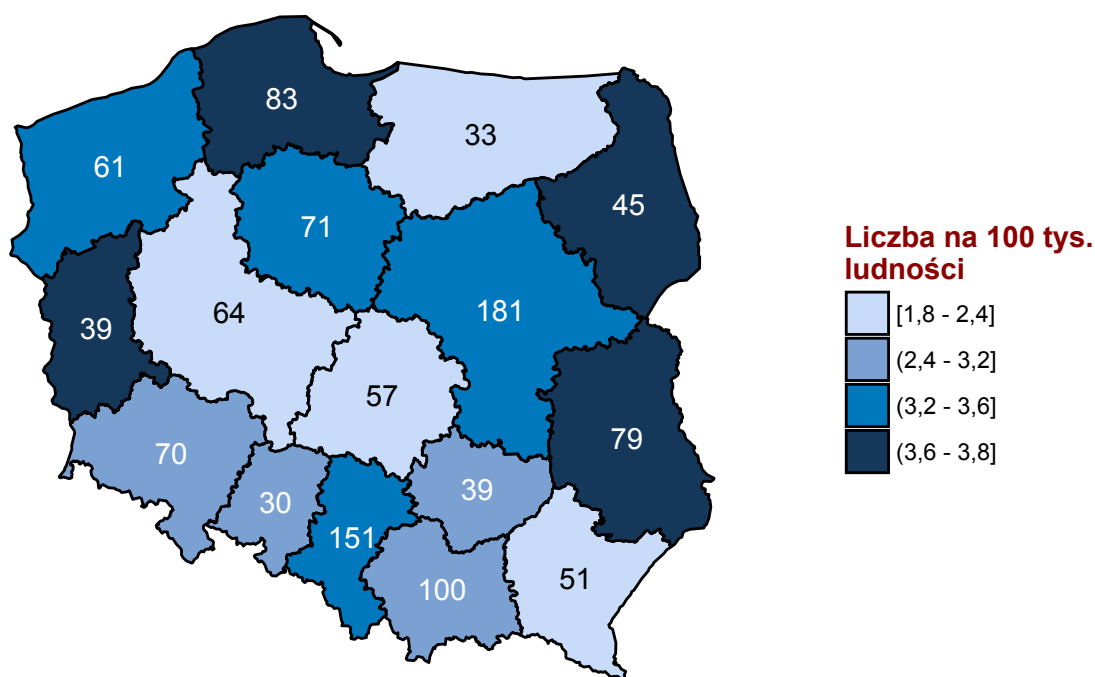 83
33
61
45
71
181
64
39
57
79
70
39
30
151
51
100
Liczba na 100 tys.
ludności
[1,8 - 2,4]
(2,4 - 3,2]
(3,2 - 3,6]
(3,6 - 3,8]